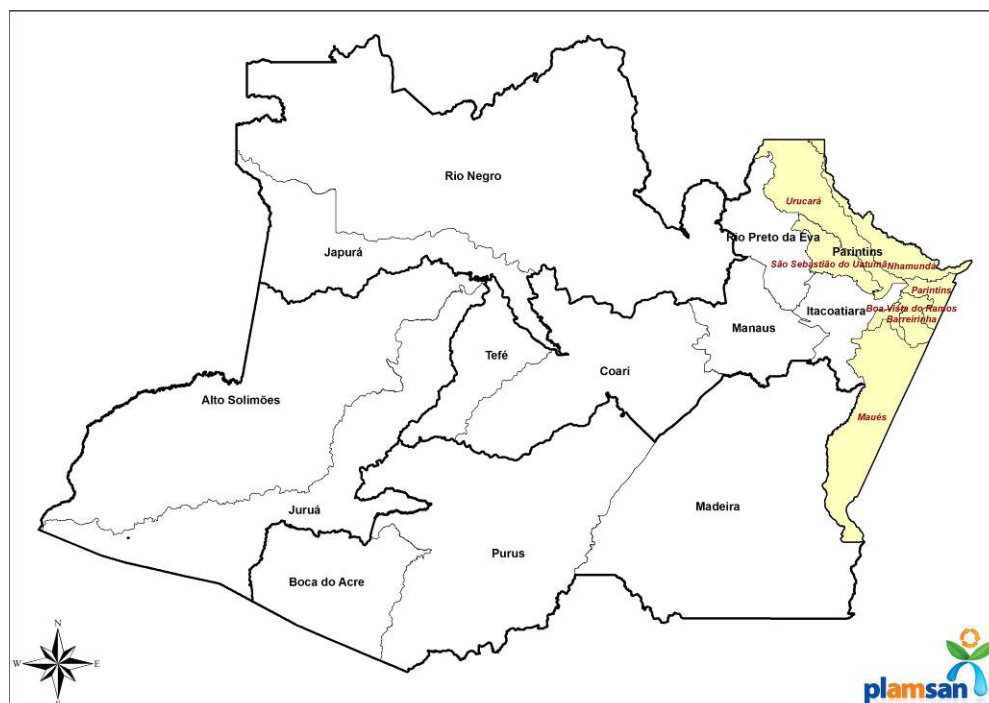 Rio Negro
Urucará
Rio Preto da Eva
Parintins
Japurá
São Sebastião do Uatumã
Nhamundá
Parintins
Itacoatiara
Boa Vista do Ramos
Barreirinha
Manaus
Tefé
Coari
Alto Solimões
Maués
Madeira
Juruá
Purus
Boca do Acre
N
W
E
S
plamsan